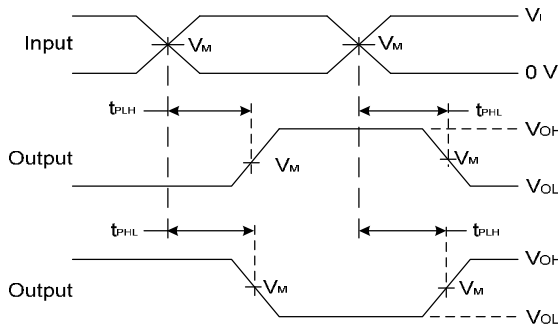 VI
Input VM VM
0 V
tPLH tPHL
VOH
Output VM VM
VOL
tPHL tPLH
VOH
Output VM VM
VOL